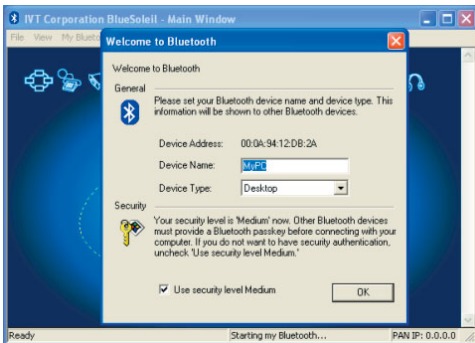 IVT Corporation BlueSoleil - Main Window
File View My Blueto
Welcome to Bluetooth
Welcome to Bluetooth
General
Please set your Bluetooth device name and device type. This
information will be shown to other Bluetooth devices.
Device Address: 00:0A:94:12:DB:2A
Device Name: MyPC
Device Type: Desktop
Security
Your security level is 'Medium' now. Other Bluetooth devices
must provide a Bluetooth passkey before connecting with your
computer. If you do not want to have security authentication,
uncheck 'Use security level Medium.'
Use security level Medium
OK
Ready Starting my Bluetooth... PAN IP: 0.0.0.0